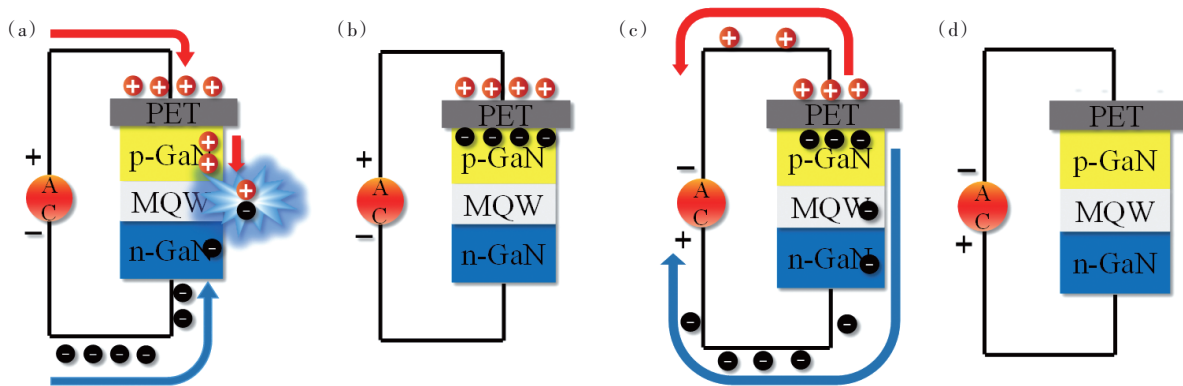 (a)
+
PET
+
p-GaN
A
C
MQW
−
n-GaN
(b)
PET
+
p-GaN
A
C
MQW
−
n-GaN
(c)
PET
−
p-GaN
A
C
MQW
+
n-GaN
(d)
PET
−
p-GaN
A
C
MQW
+
n-GaN